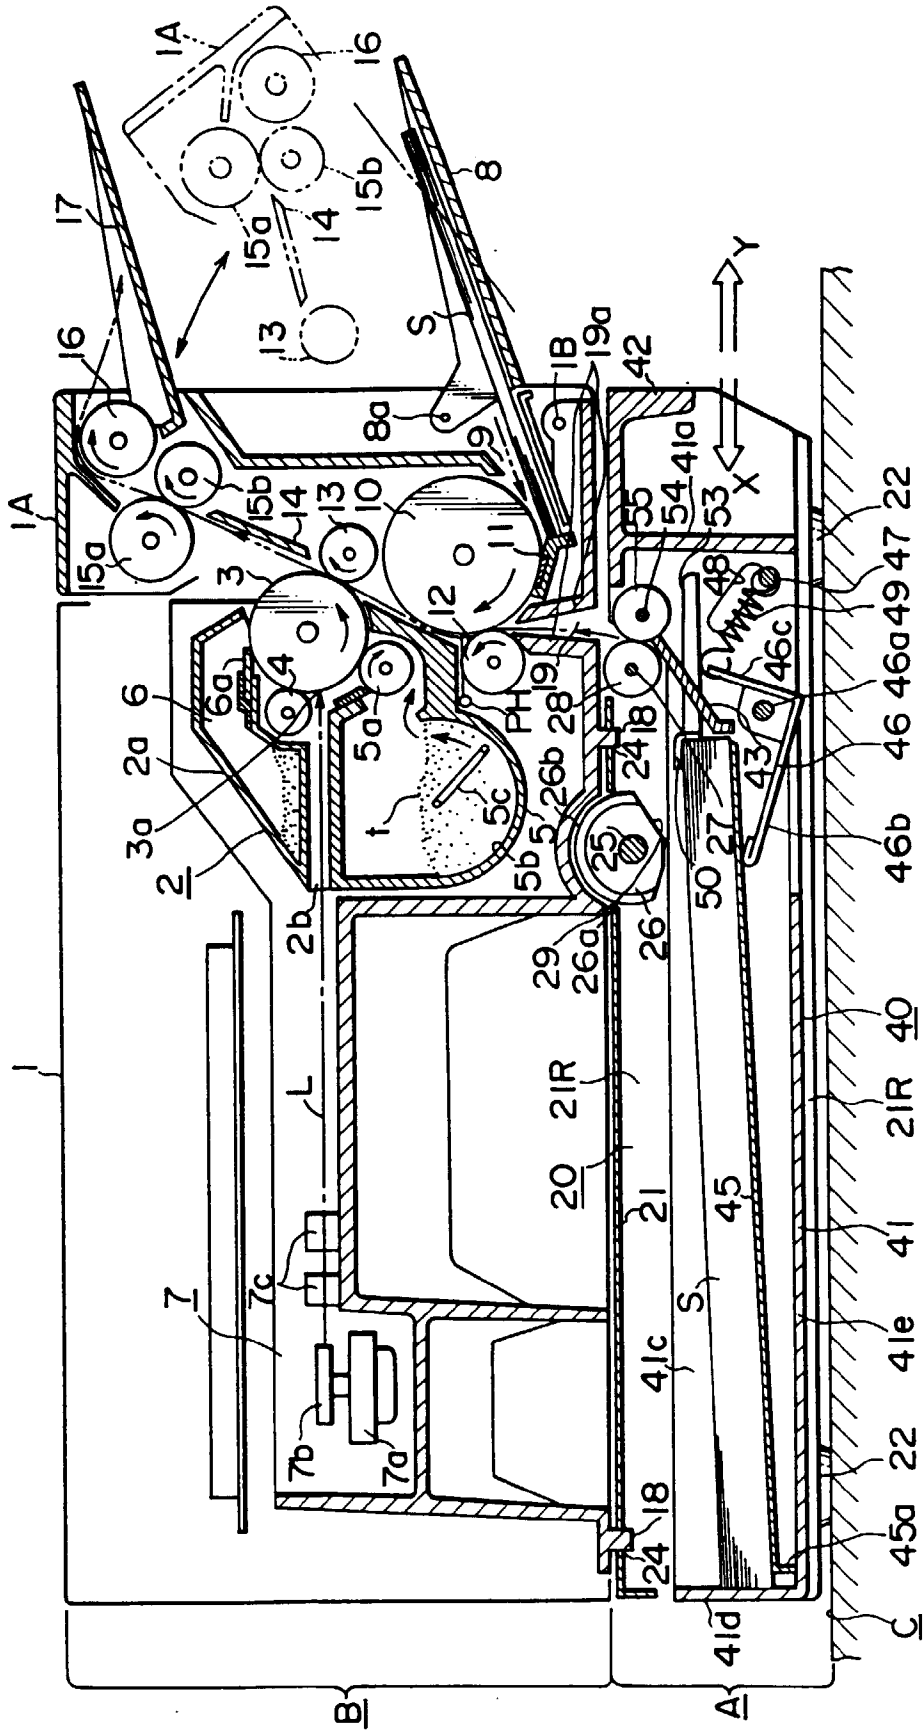 1
1A
17
1A
16
16
15a
15b
15a
14
15b
8
13
S
8a
9
1B
19a
3
14
13
10
11
12
2
2a
6
6a
4
3a
5a
t
5c
5b
5
PH
19
2b
L
7
7c
7b
7a
B
A
18
24
20
21
21R
29
26a
26b
25
26
24
18
28
55
54
53
41a
42
X
Y
41d
41c
S
45
50
27
43
46c
48
C
45a
22
41e
41
21R
40
46b
46
46a
49
47
22